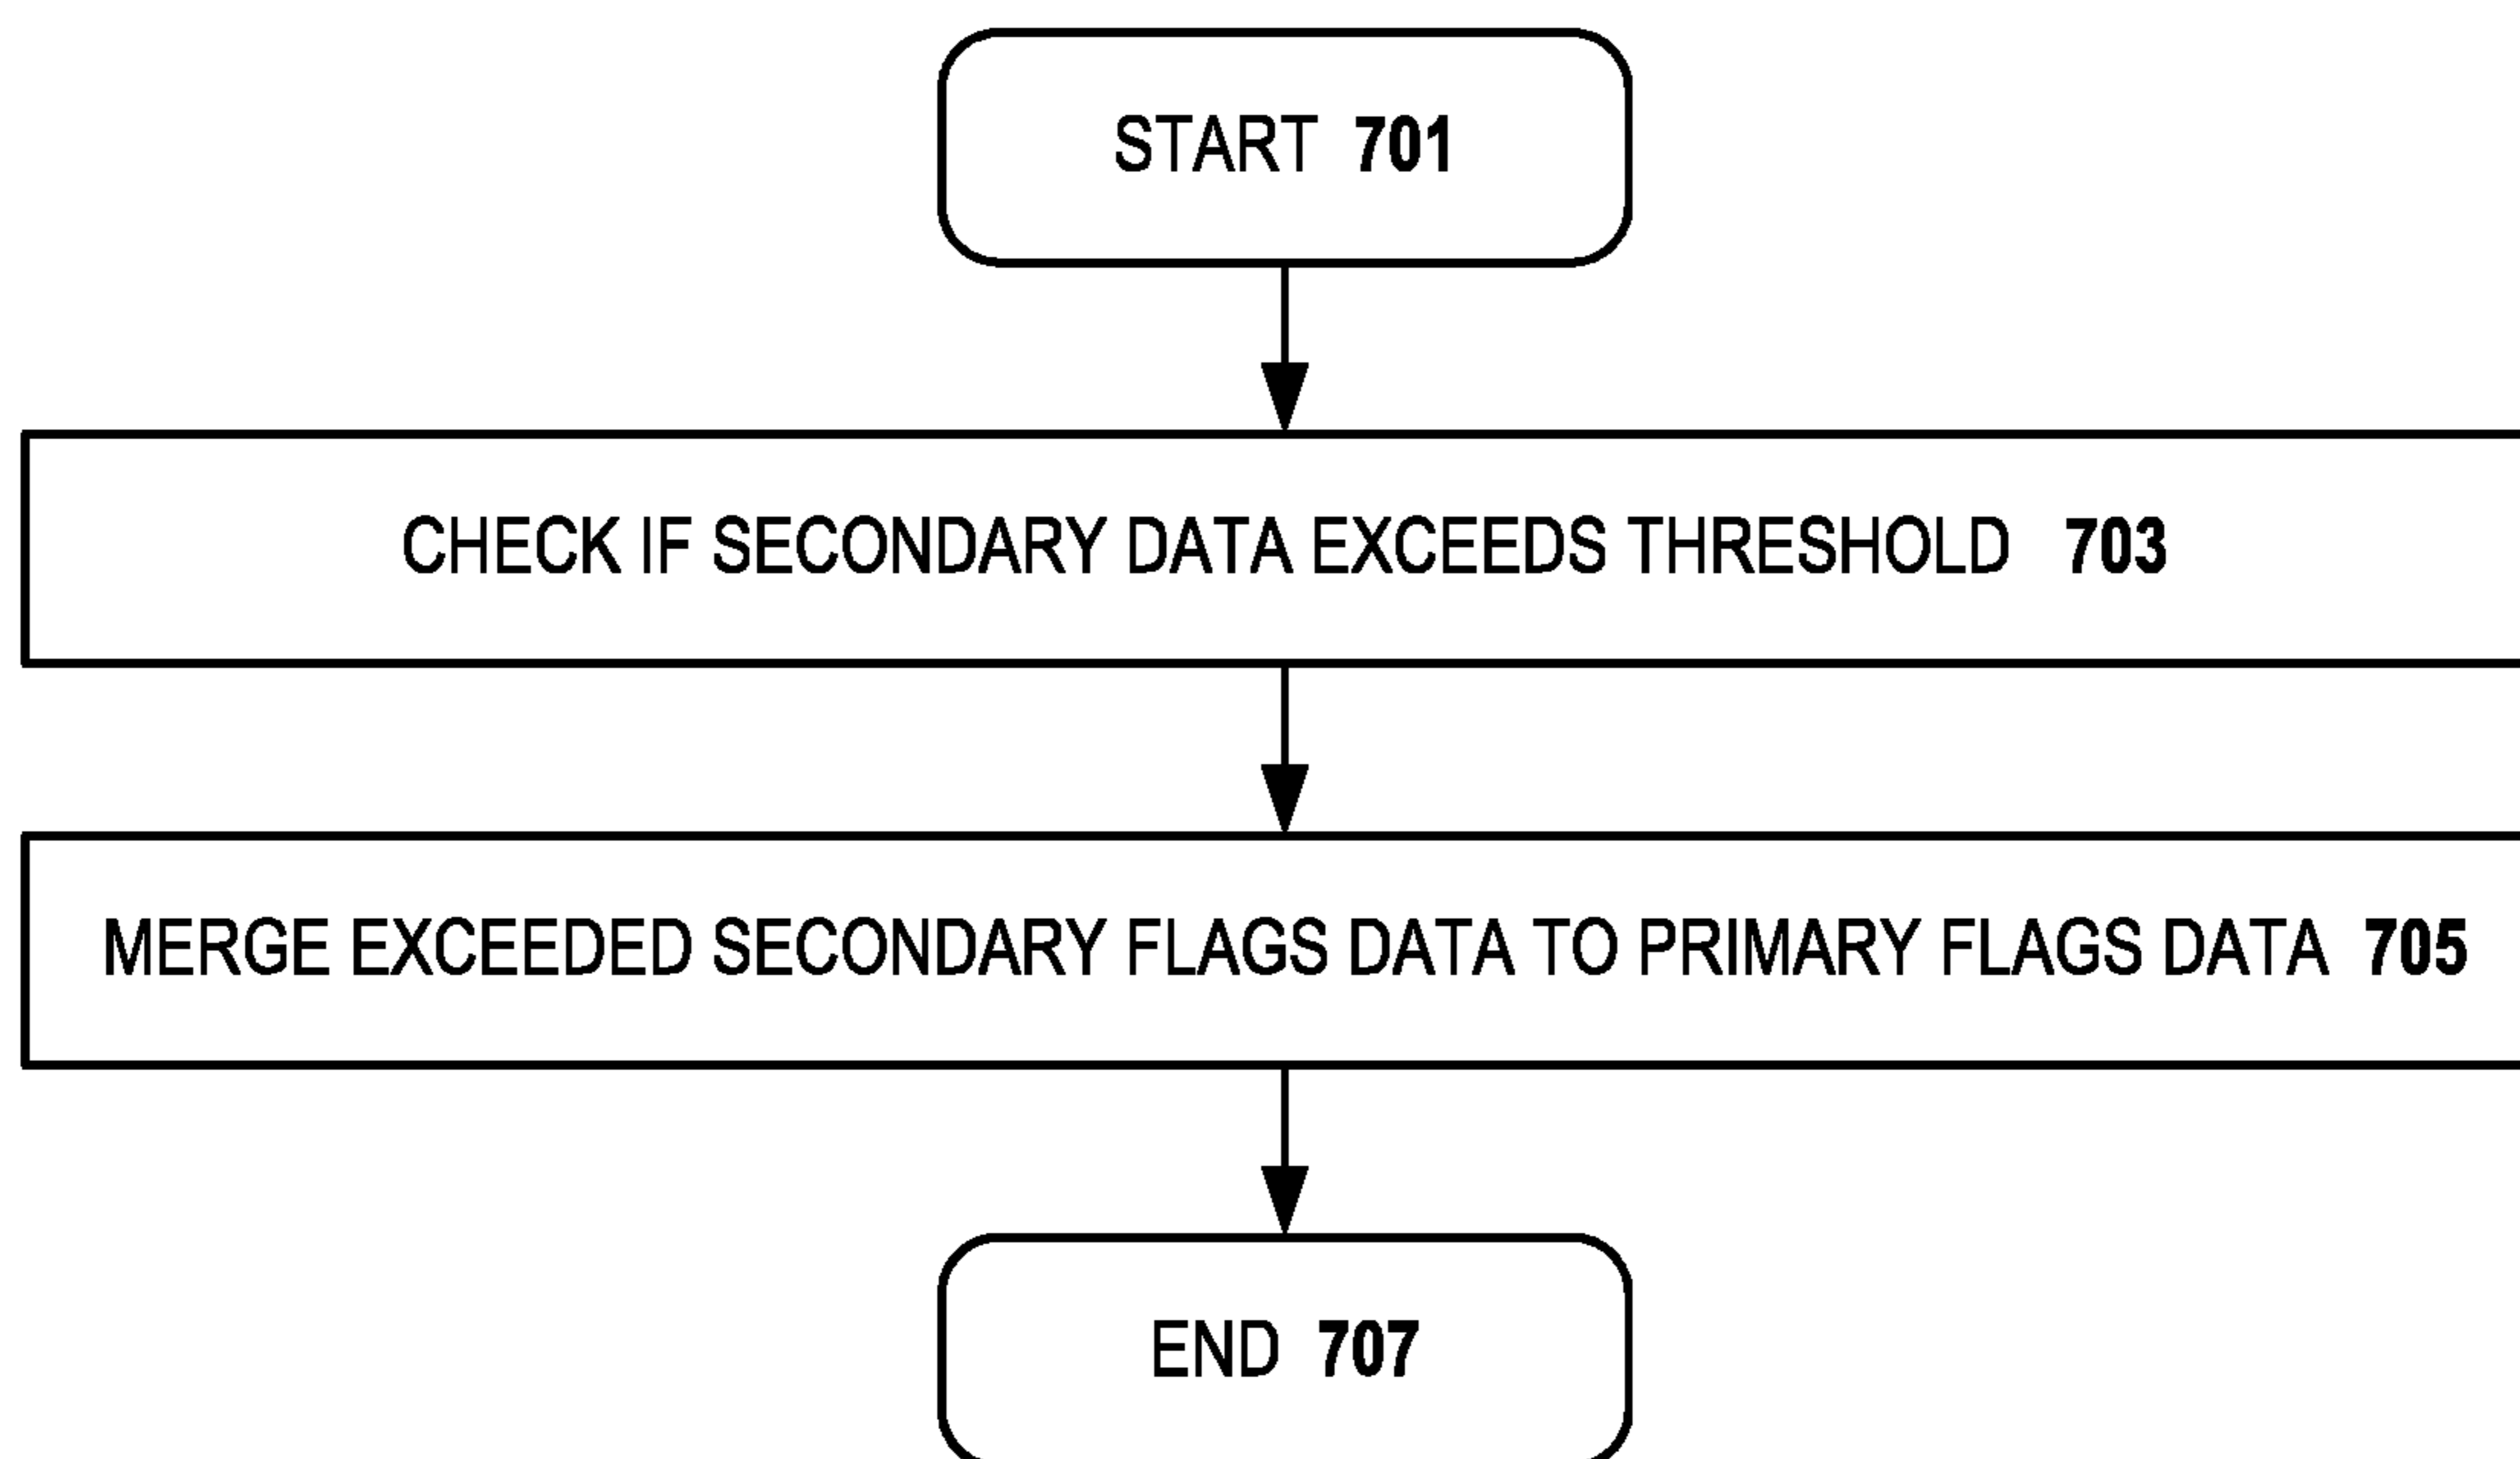 START 701
CHECK IF SECONDARY DATA EXCEEDS THRESHOLD 703
MERGE EXCEEDED SECONDARY FLAGS DATA TO PRIMARY FLAGS DATA 705
END 707